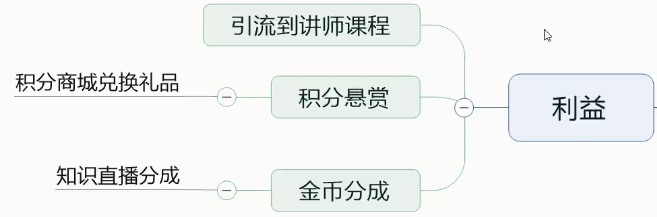 引流到讲师课程
积分商城兑换礼品
积分悬赏
利益
知识直播分成
金币分成